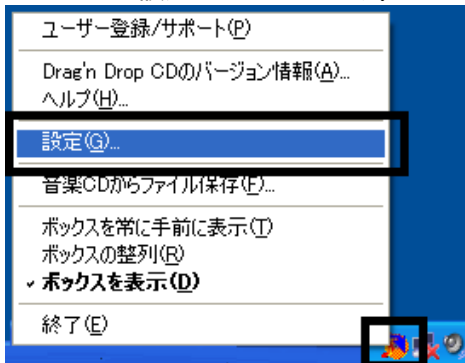 ユーザー登録/サポート(P)
Drag'n Drop CDのバージョン情報(A)...
ヘルプ(H)...
設定(G)...
音楽CDからファイル保存(F)...
ボックスを常に手前に表示(T)
ボックスの整列(R)
ボックスを表示(D)
終了(E)